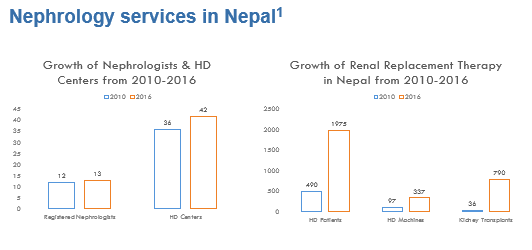 Nephrology services in Nepal1
Growth of Nephrologists & HD
Centers from 2010-2016
2010 2016
45
40
35
30
25
20
15
10
5
0
12
13
36
42
Registered Nephrologists
HD Centers
Growth of Renal Replacement Therapy
in Nepal from 2010-2016
2010 2016
2500
2000
1500
1000
500
0
490
1975
97
337
36
790
HD Patients
HD Machines
Kidney Transplants